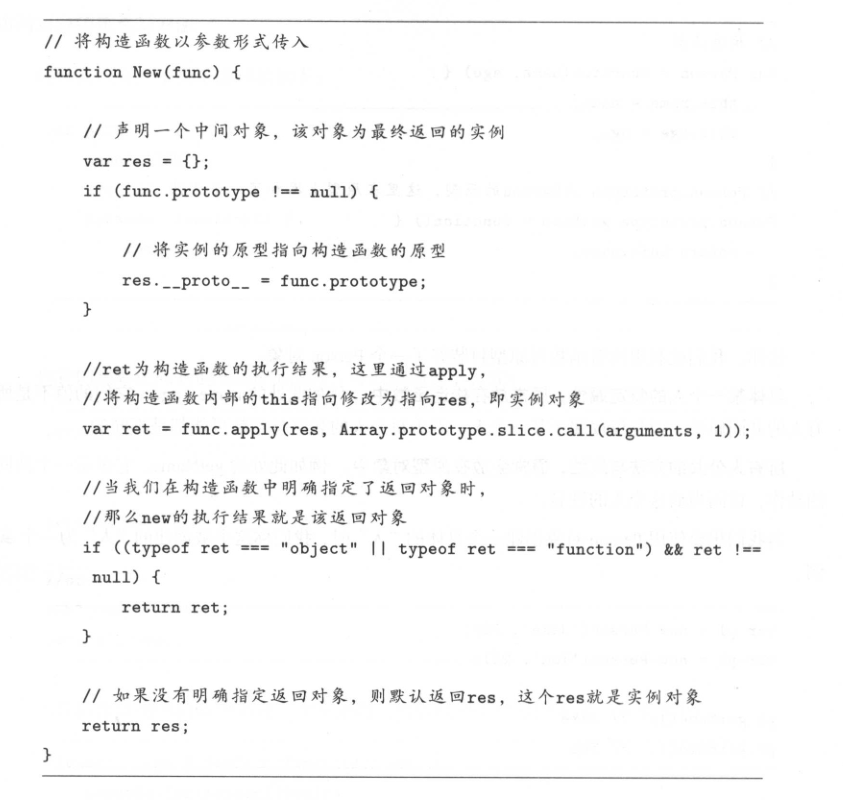 // 将构造函数以参数形式传入
function New(func) {
// 声明一个中间对象，该对象为最终返回的实例
var res = {};
if (func.prototype !== null) {
// 将实例的原型指向构造函数的原型
res.__proto__ = func.prototype;
}
//ret为构造函数的执行结果，这里通过apply，
//将构造函数内部的this指向修改为指向res，即实例对象
var ret = func.apply(res, Array.prototype.slice.call(arguments, 1));
//当我们在构造函数中明确指定了返回对象时，
//那么new的执行结果就是该返回对象
if ((typeof ret === "object" || typeof ret === "function") && ret !==
null) {
return ret;
}
// 如果没有明确指定返回对象，则默认返回res，这个res就是实例对象
return res;
}